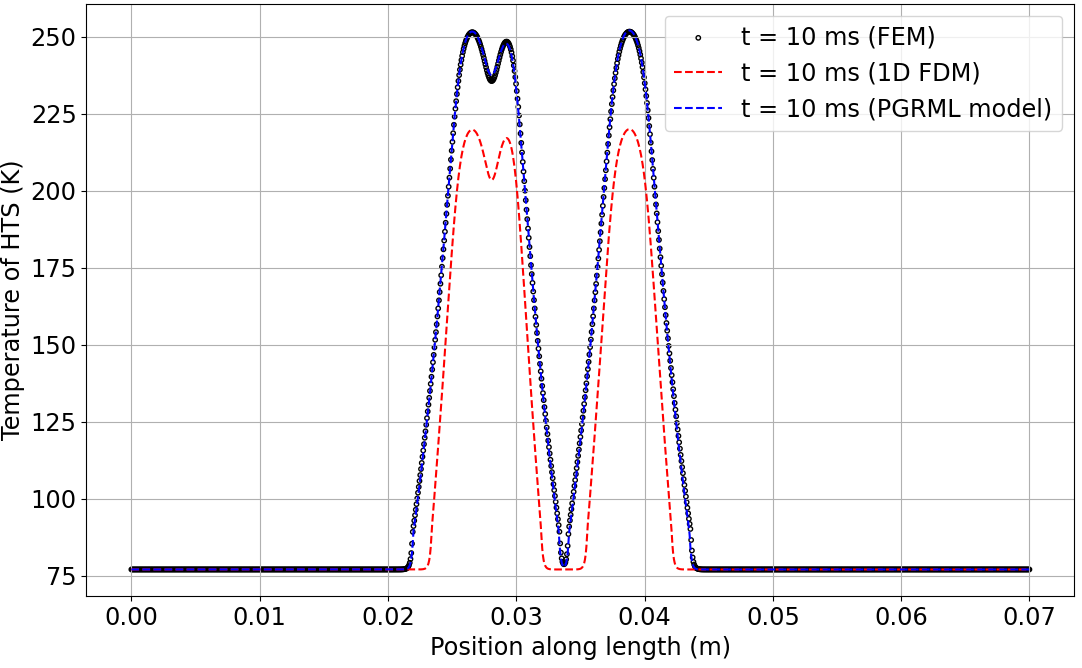 t = 10 ms (FEM)
t = 10 ms (1D FDM)
t = 10 ms (PGRML model)
Temperature of HTS (K)
250
225
200
175
150
125
100
75
0.00 0.01 0.02 0.03 0.04 0.05 0.06 0.07
Position along length (m)